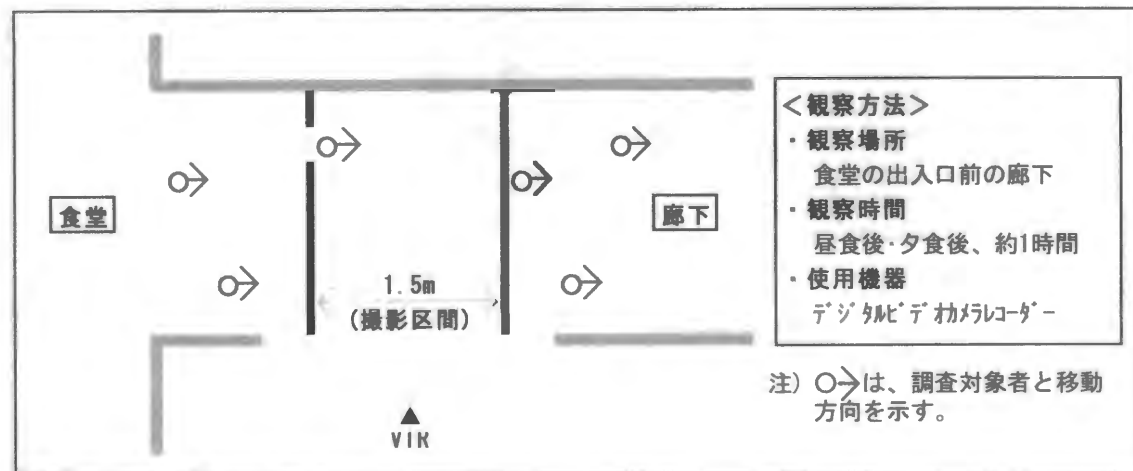 食堂
1.5m
(撮影区間)
廊下
VTR
<観察方法>
・観察場所
食堂の出入口前の廊下
・観察時間
昼食後・夕食後、約1時間
・使用機器
デジタルビデオカメラレコーダー
注) ○→は、調査対象者と移動
方向を示す。